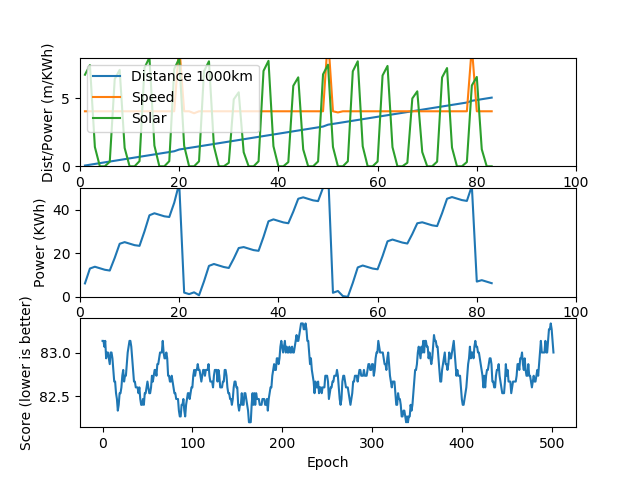 Dist/Power (m/KWh)
5
0
Distance 1000km
Speed
Solar
0 20 40 60 80 100
Power (KWh)
40
20
0
0 20 40 60 80 100
Score (lower is better)
83.0
82.5
0 100 200 300 400 500
Epoch